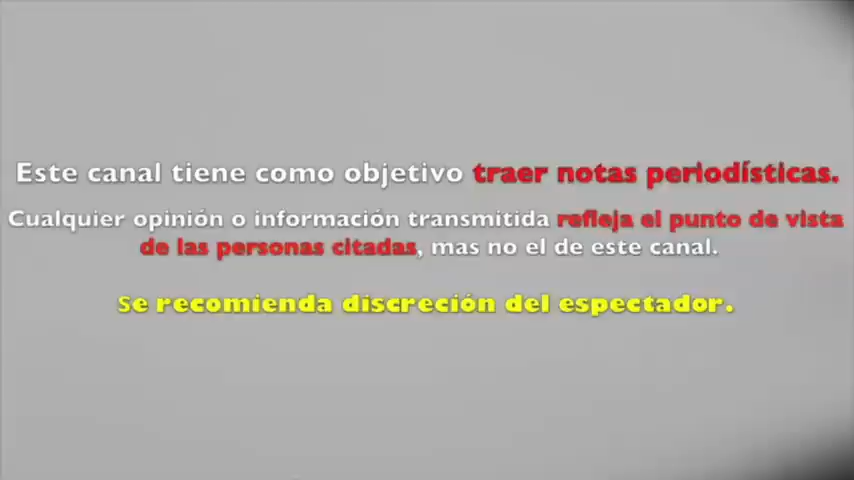 Este canal tiene como objetivo traer notas periodísticas.
Cualquier opinión o información transmitida refleja el punto de vista
de las personas citadas, mas no el de este canal.
Se recomienda discreción del espectador.